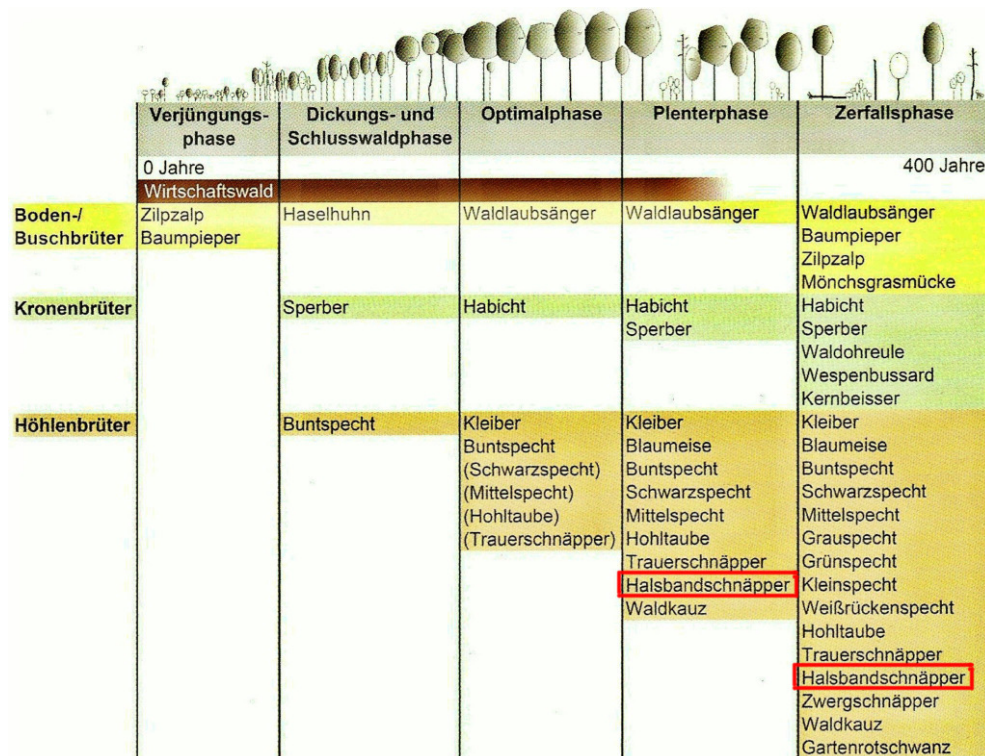 Verjüngungs-
phase
Dickungs- und
Schlusswaldphase
Optimalphase
Plenterphase
Zerfallsphase
0 Jahre
400 Jahre
Wirtschaftswald
Boden-/
Buschbrüter
Zilpzalp
Baumpieper
Haselhuhn
Waldlaubsänger
Waldlaubsänger
Waldlaubsänger
Baumpieper
Zilpzalp
Mönchsgrasmücke
Kronenbrüter
Sperber
Habicht
Habicht
Sperber
Habicht
Sperber
Waldohreule
Wespenbussard
Kernbeisser
Höhlenbrüter
Buntspecht
Kleiber
Buntspecht
(Schwarzspecht)
(Mittelspecht)
(Hohltaube)
(Trauerschnäpper)
Kleiber
Blaumeise
Buntspecht
Schwarzspecht
Mittelspecht
Hohltaube
Trauerschnäpper
Halsbandschnäpper
Waldkauz
Kleiber
Blaumeise
Buntspecht
Schwarzspecht
Mittelspecht
Grauspecht
Grünspecht
Kleinspecht
Weißrückenspecht
Hohltaube
Trauerschnäpper
Halsbandschnäpper
Zwergschnäpper
Waldkauz
Gartenrotschwanz